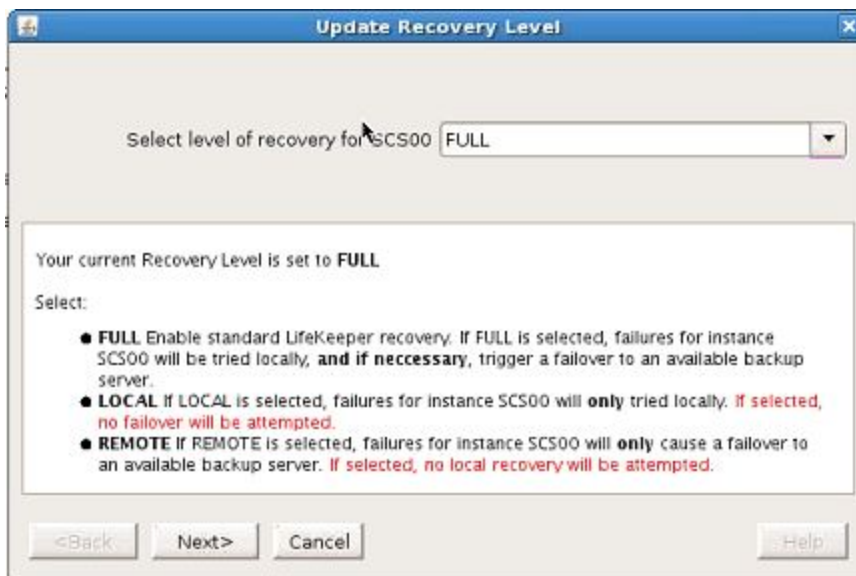 Update Recovery Level
Select level of recovery for SCS00 FULL
Your current Recovery Level is set to FULL
Select:
● FULL Enable standard LifeKeeper recovery. If FULL is selected, failures for instance
SCS00 will be tried locally, and if neccessary, trigger a failover to an available backup
server.
● LOCAL If LOCAL is selected, failures for instance SCS00 will only tried locally. If selected,
no failover will be attempted.
● REMOTE If REMOTE is selected, failures for instance SCS00 will only cause a failover to
an available backup server. If selected, no local recovery will be attempted.
<Back Next> Cancel Help